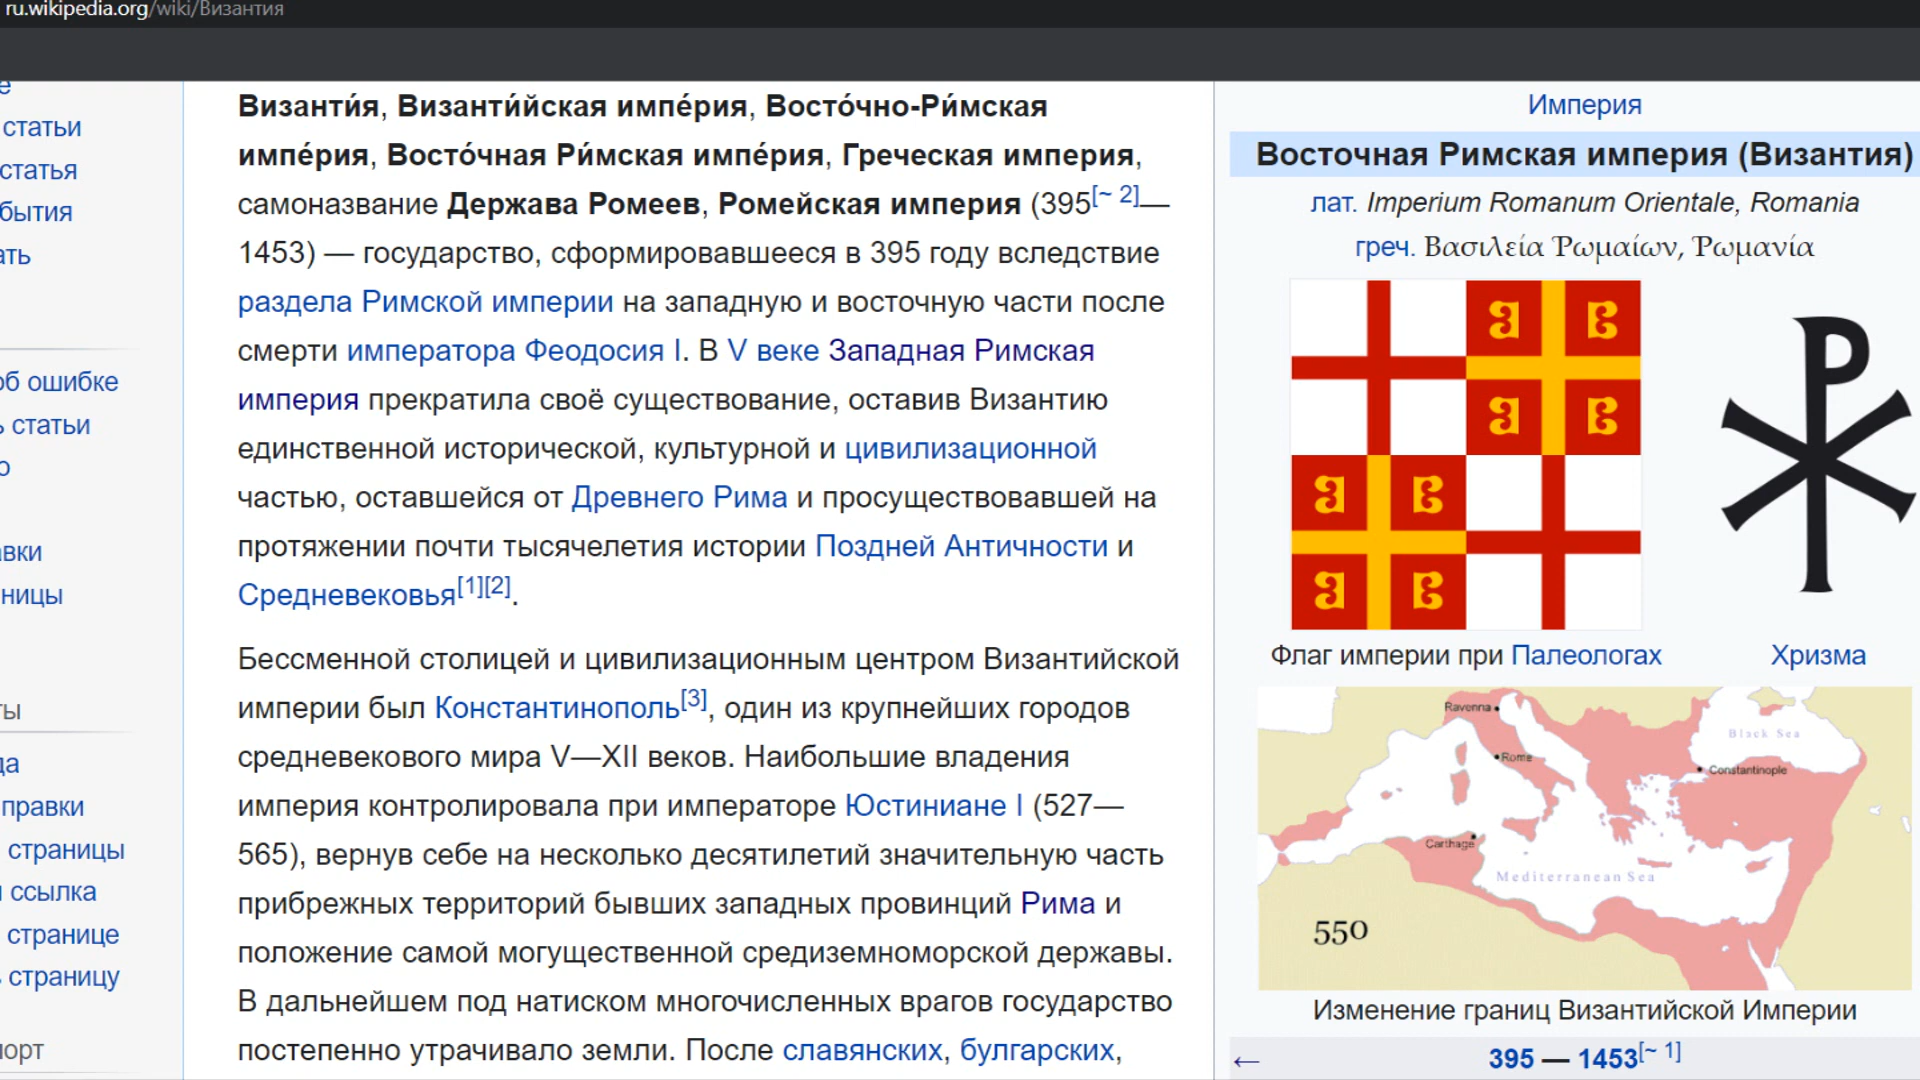 ru.wikipedia.org/wiki/Византия
статьи
статья
бытия
ать
об ошибке
статьи
авки
ницы
ты
да
правки
страницы
ссылка
странице
страницу
порт
Византи́я, Византи́йская импе́рия, Восто́чно-Ри́мская
импе́рия, Восто́чная Ри́мская импе́рия, Греческая империя,
самоназвание Держава Ромеев, Ромейская империя (395[~ 2]—
1453) — государство, сформировавшееся в 395 году вследствие
раздела Римской империи на западную и восточную части после
смерти императора Феодосия I. В V веке Западная Римская
империя прекратила своё существование, оставив Византию
единственной исторической, культурной и цивилизационной
частью, оставшейся от Древнего Рима и просуществовавшей на
протяжении почти тысячелетия истории Поздней Античности и
Средневековья[1][2].
Бессменной столицей и цивилизационным центром Византийской
империи был Константинополь[3], один из крупнейших городов
средневекового мира V—XII веков. Наибольшие владения
империя контролировала при императоре Юстиниане I (527—
565), вернув себе на несколько десятилетий значительную часть
прибрежных территорий бывших западных провинций Рима и
положение самой могущественной средиземноморской державы.
В дальнейшем под натиском многочисленных врагов государство
постепенно утрачивало земли. После славянских, булгарских,
Империя
Восточная Римская империя (Византия)
лат. Imperium Romanum Orientale, Romania
греч. Βασιλεία Ῥωμαίων, Ῥωμανία
Флаг империи при Палеологах
Хризма
Ravenna
Black Sea
Rome
Constantinople
Carthage
Mediterranean Sea
550
Изменение границ Византийской Империи
← 395 — 1453[~ 1]